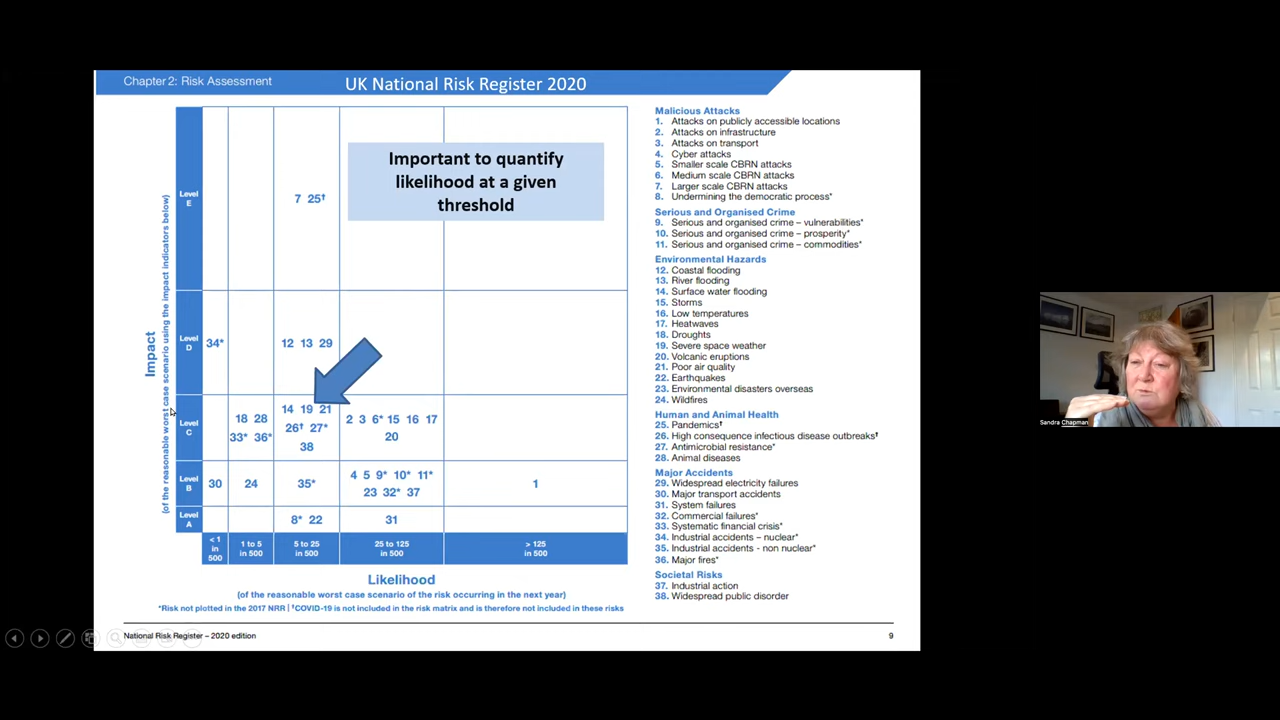 Chapter 2: Risk Assessment
UK National Risk Register 2020
Important to quantify
likelihood at a given
threshold
Impact
(of the reasonable worst case scenario using the impact indicators below)
Level
E
7 25†
Level
D
34*
12 13 29
Level
C
18 28
33* 36*
14 19 21
26† 27*
38
2 3 6* 15 16 17
20
Level
B
30
24
35*
4 5 9* 10* 11*
23 32* 37
1
Level
A
8* 22
31
< 1
in
500
1 to 5
in 500
5 to 25
in 500
25 to 125
in 500
> 125
in 500
Likelihood
(of the reasonable worst case scenario of the risk occurring in the next year)
*Risk not plotted in the 2017 NRR | †COVID-19 is not included in the risk matrix and is therefore not included in these risks
Malicious Attacks
1. Attacks on publicly accessible locations
2. Attacks on infrastructure
3. Attacks on transport
4. Cyber attacks
5. Smaller scale CBRN attacks
6. Medium scale CBRN attacks
7. Larger scale CBRN attacks
8. Undermining the democratic process*
Serious and Organised Crime
9. Serious and organised crime – vulnerabilities*
10. Serious and organised crime – prosperity*
11. Serious and organised crime – commodities*
Environmental Hazards
12. Coastal flooding
13. River flooding
14. Surface water flooding
15. Storms
16. Low temperatures
17. Heatwaves
18. Droughts
19. Severe space weather
20. Volcanic eruptions
21. Poor air quality
22. Earthquakes
23. Environmental disasters overseas
24. Wildfires
Human and Animal Health
25. Pandemics†
26. High consequence infectious disease outbreaks†
27. Antimicrobial resistance*
28. Animal diseases
Major Accidents
29. Widespread electricity failures
30. Major transport accidents
31. System failures
32. Commercial failures*
33. Systematic financial crisis*
34. Industrial accidents – nuclear*
35. Industrial accidents - non nuclear*
36. Major fires*
Societal Risks
37. Industrial action
38. Widespread public disorder
National Risk Register – 2020 edition
9
Sandra Chapman